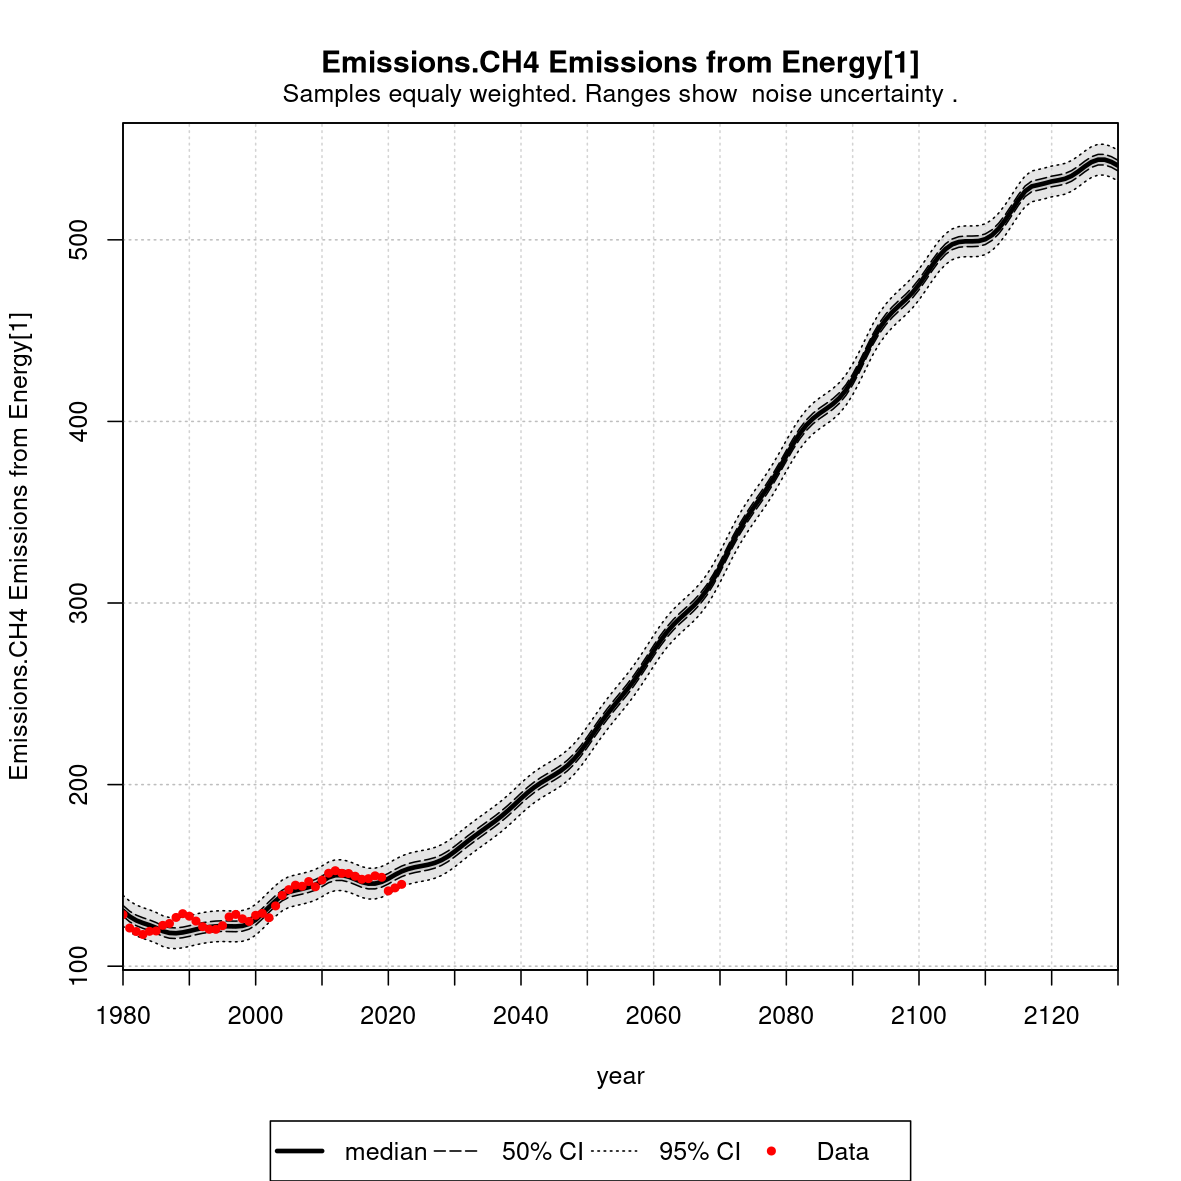 Emissions.CH4 Emissions from Energy[1]
Samples equaly weighted. Ranges show  noise uncertainty .
Emissions.CH4 Emissions from Energy[1]
500
400
300
200
100
1980 2000 2020 2040 2060 2080 2100 2120
year
median 50% CI 95% CI Data